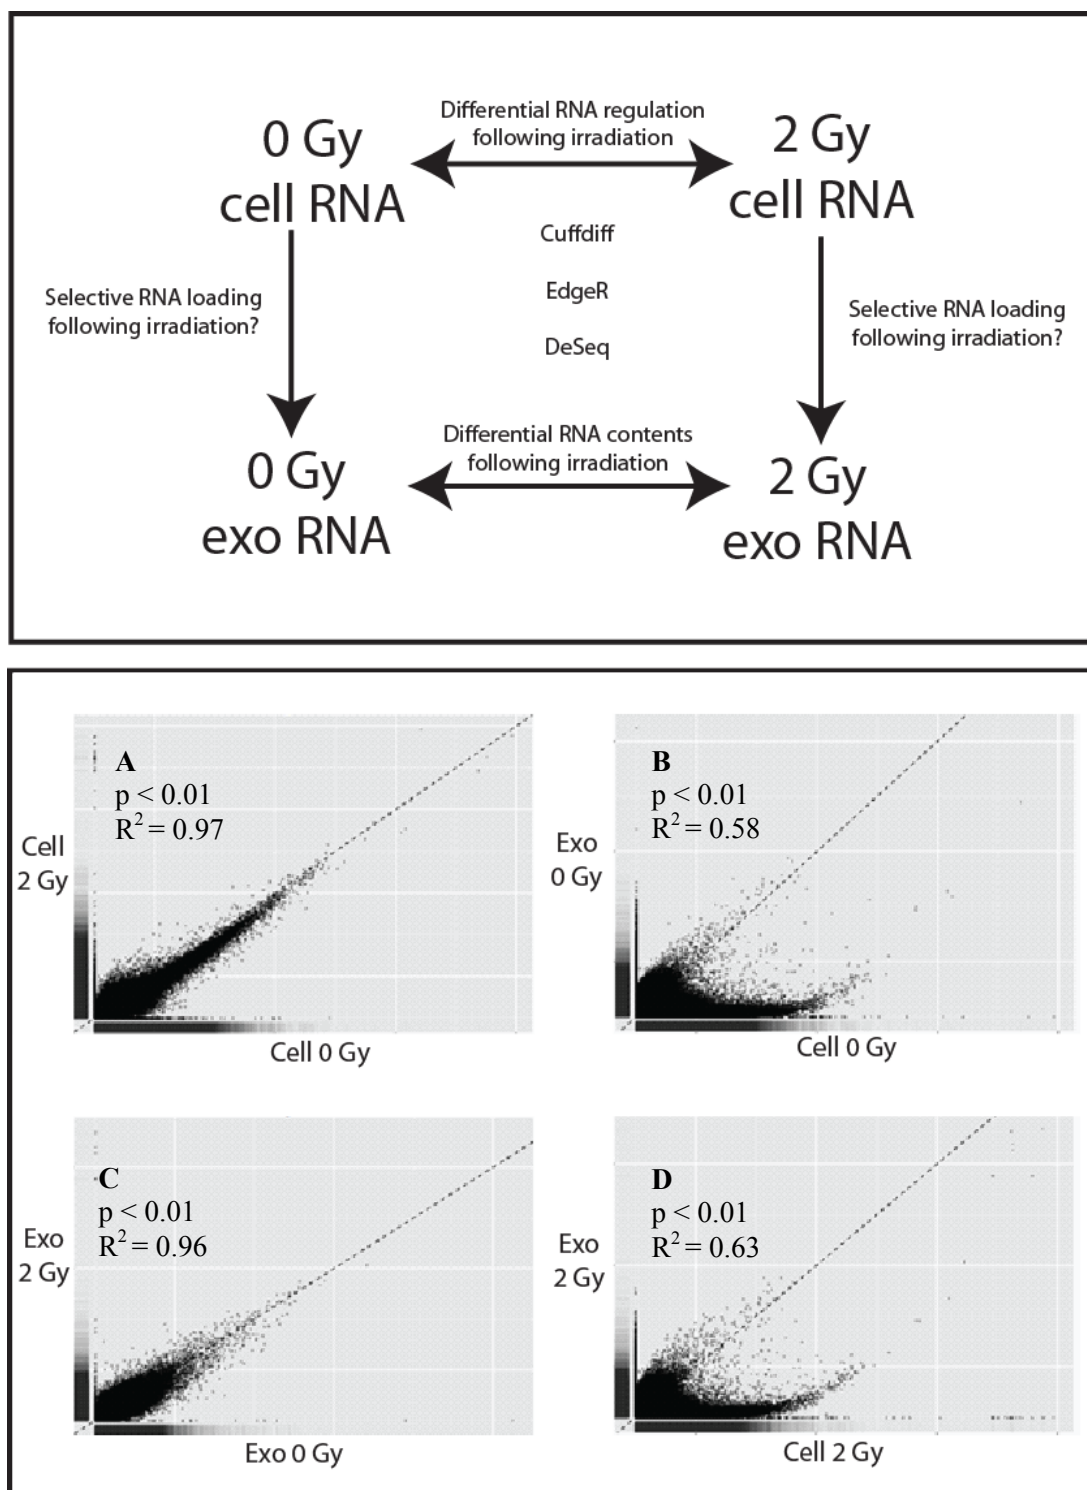 Differential RNA regulation
following irradiation
0 Gy
cell RNA
2 Gy
cell RNA
Cuffdiff
EdgeR
DeSeq
Selective RNA loading
following irradiation?
Selective RNA loading
following irradiation?
Differential RNA contents
following irradiation
0 Gy
exo RNA
2 Gy
exo RNA
A
p < 0.01
R² = 0.97
Cell
2 Gy
Cell 0 Gy
B
p < 0.01
R² = 0.58
Exo
0 Gy
Cell 0 Gy
C
p < 0.01
R² = 0.96
Exo
2 Gy
Exo 0 Gy
D
p < 0.01
R² = 0.63
Exo
2 Gy
Cell 2 Gy